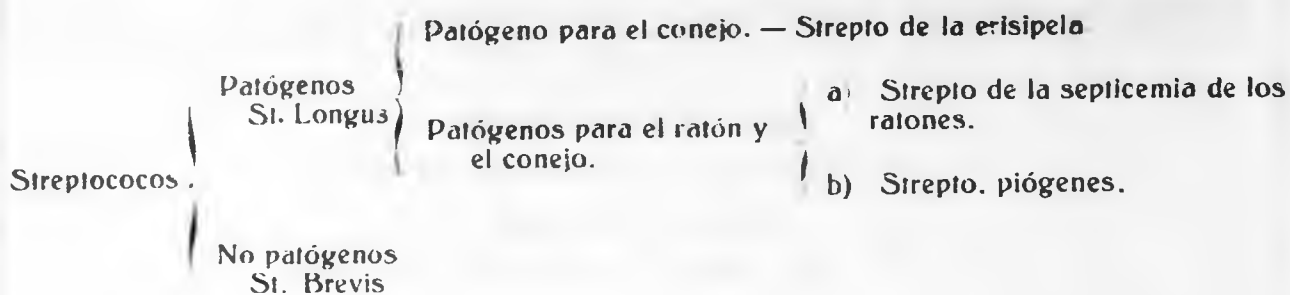 Patógeno para el conejo. — Strepto de la erisipela
Patógenos
St. Longus
Patógenos para el ratón y
el conejo.
a) Strepto de la septicemia de los
ratones.
b) Strepto. piógenes.
Streptococos .
No patógenos
St. Brevis